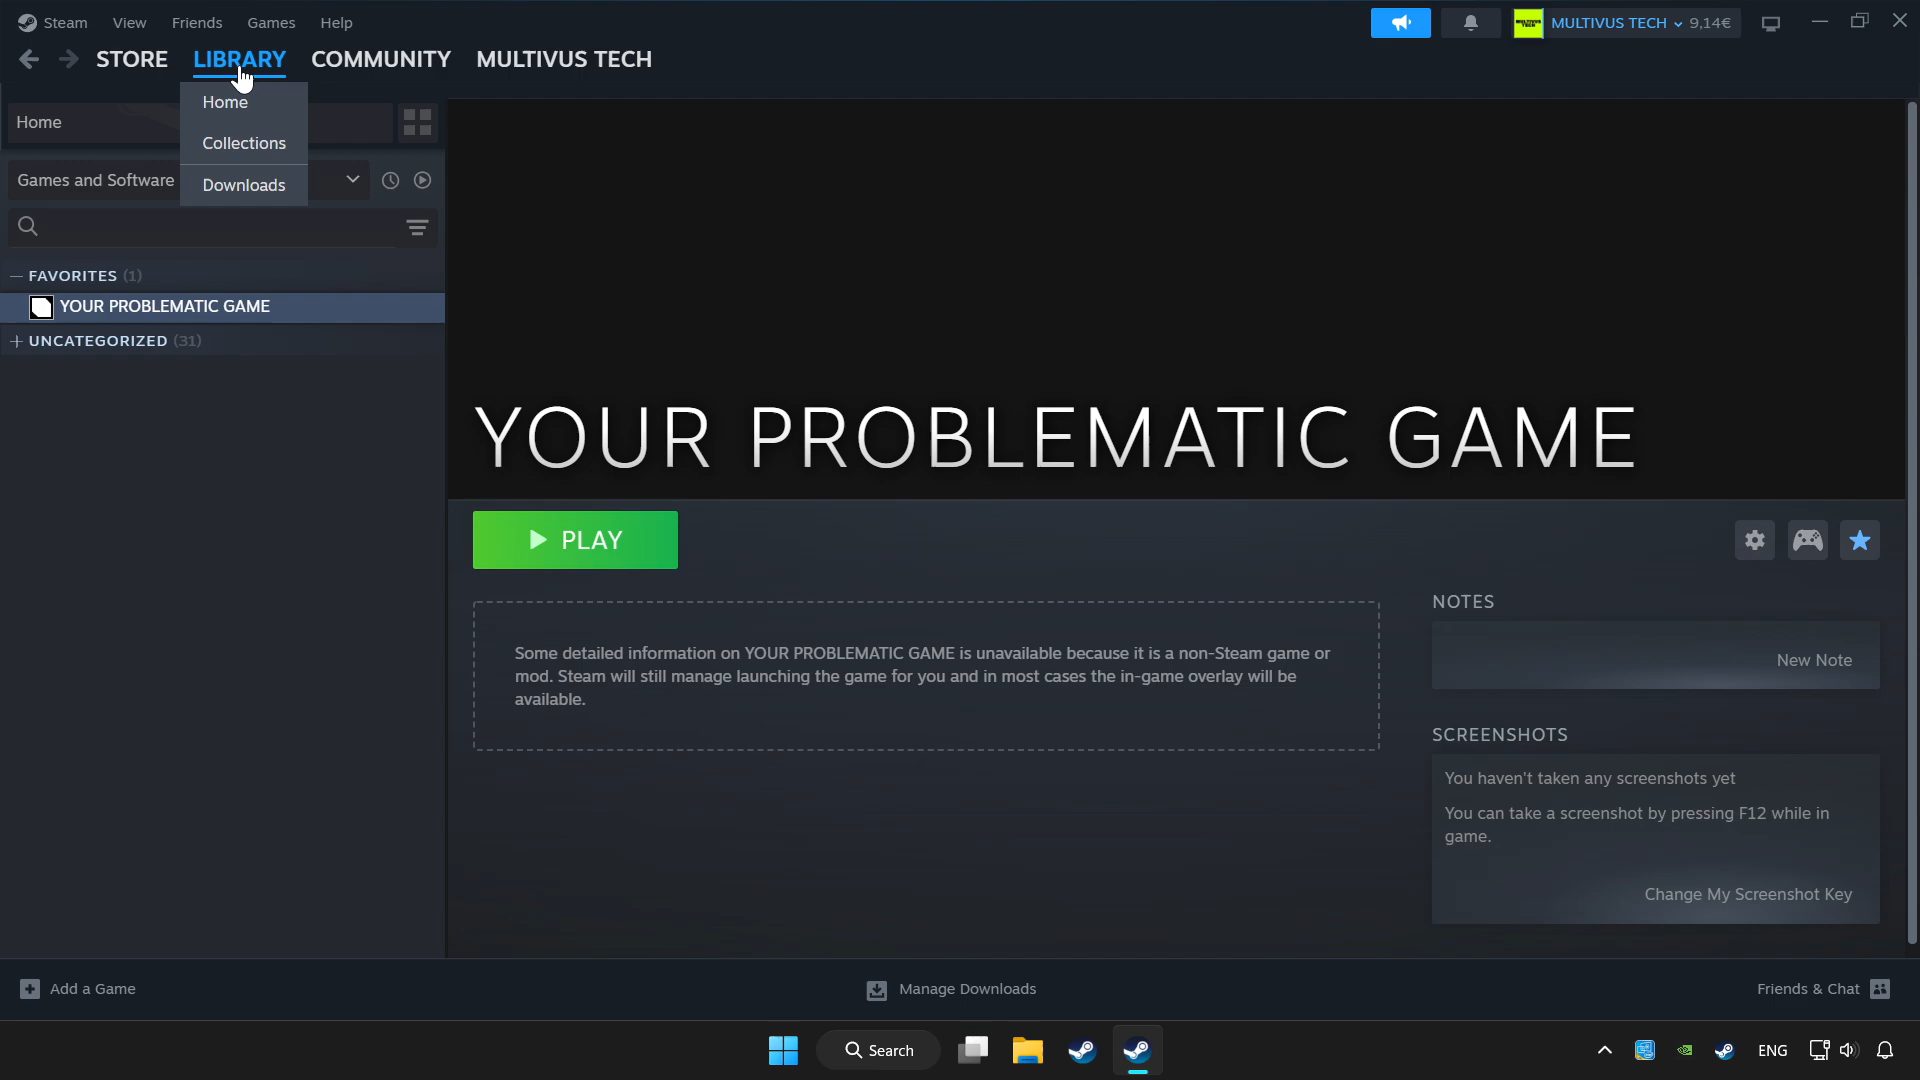 Steam View Friends Games Help
MULTIVUS TECH 9,14€
STORE LIBRARY COMMUNITY MULTIVUS TECH
Home
Collections
Downloads
Home
Games and Software
— FAVORITES (1)
YOUR PROBLEMATIC GAME
+ UNCATEGORIZED (31)
YOUR PROBLEMATIC GAME
PLAY
Some detailed information on YOUR PROBLEMATIC GAME is unavailable because it is a non-Steam game or
mod. Steam will still manage launching the game for you and in most cases the in-game overlay will be
available.
NOTES
New Note
SCREENSHOTS
You haven't taken any screenshots yet
You can take a screenshot by pressing F12 while in
game.
Change My Screenshot Key
Add a Game
Manage Downloads
Friends & Chat
Search
ENG